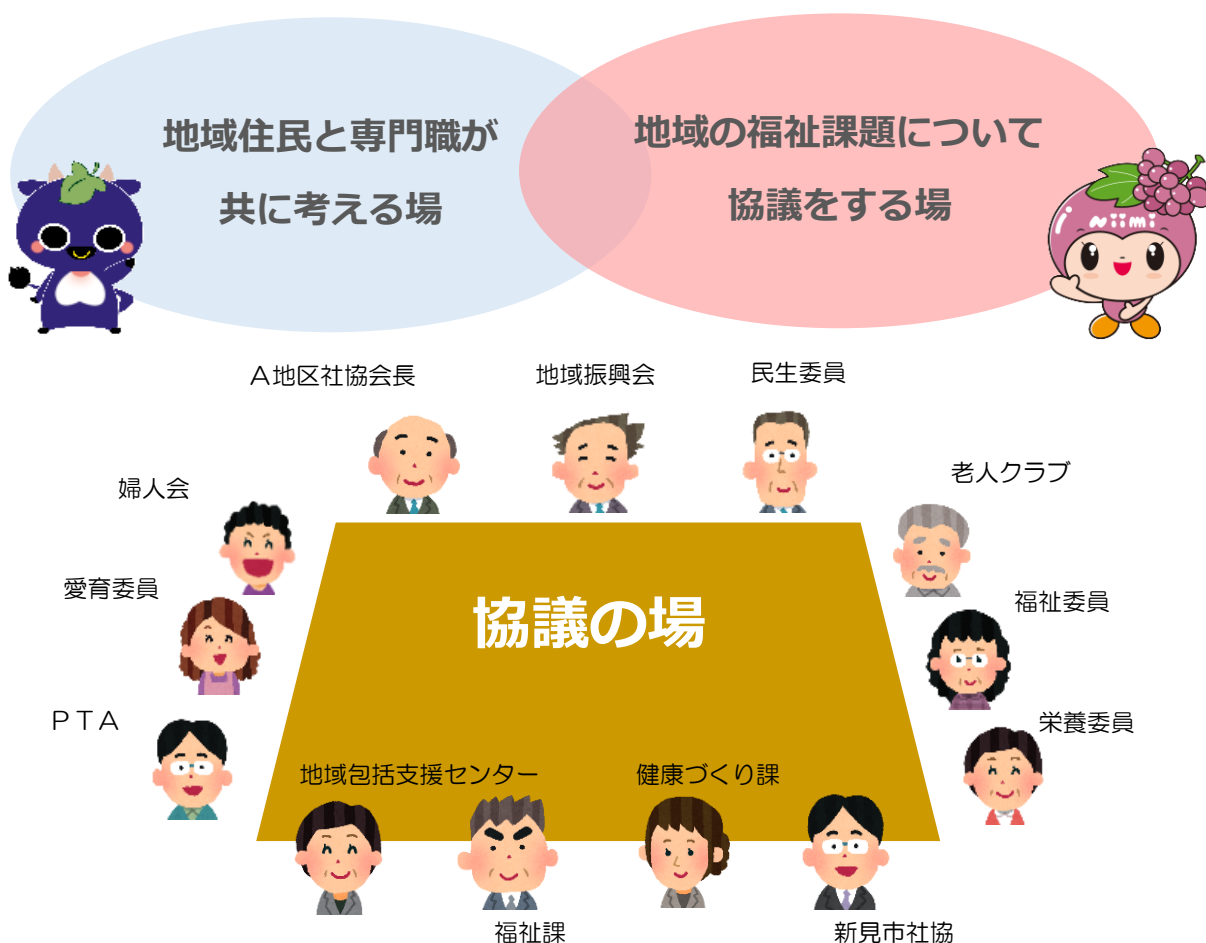 地域住民と専門職が
共に考える場
地域の福祉課題について
協議をする場
Niimi
A地区社協会長
地域振興会
民生委員
婦人会
老人クラブ
愛育委員
福祉委員
PTA
栄養委員
協議の場
地域包括支援センター
健康づくり課
福祉課
新見市社協